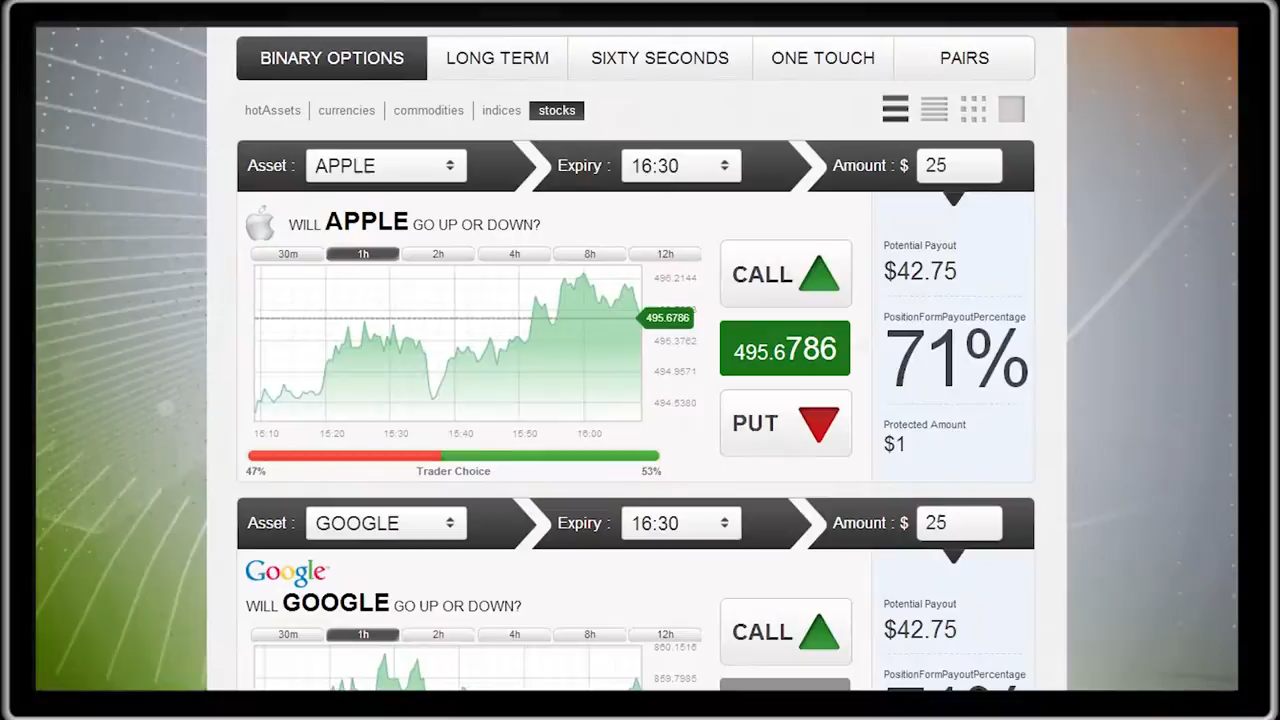 BINARY OPTIONS LONG TERM SIXTY SECONDS ONE TOUCH PAIRS
hotAssets currencies commodities indices stocks
Asset : APPLE Expiry : 16:30 Amount : $ 25
WILL APPLE GO UP OR DOWN?
30m 1h 2h 4h 8h 12h
496.2144
495.6786
495.3762
494.9571
494.5380
15:10 15:20 15:30 15:40 15:50 16:00
47% Trader Choice 53%
CALL
495.6786
PUT
Potential Payout
$42.75
PositionFormPayoutPercentage
71%
Protected Amount
$1
Asset : GOOGLE Expiry : 16:30 Amount : $ 25
Google
WILL GOOGLE GO UP OR DOWN?
30m 1h 2h 4h 8h 12h
860.1516
859.7995
CALL
Potential Payout
$42.75
PositionFormPayoutPercentage